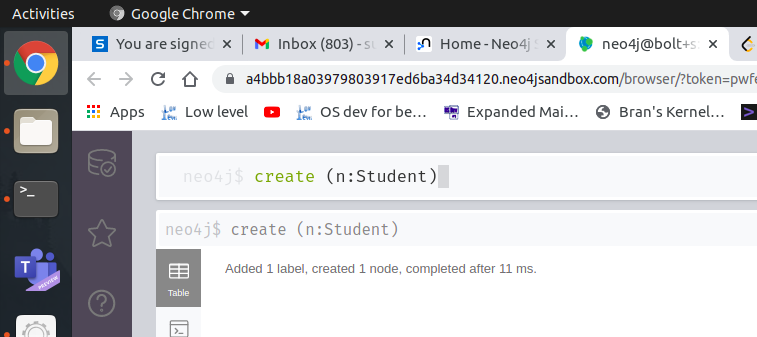 Activities Google Chrome
You are signed Inbox (803) - su Home - Neo4j S neo4j@bolt+s
a4bbb18a03979803917ed6ba34d34120.neo4jsandbox.com/browser/?token=pwfe
Apps Low level OS dev for be... Expanded Mai... Bran's Kernel...
neo4j$ create (n:Student)
neo4j$ create (n:Student)
Added 1 label, created 1 node, completed after 11 ms.
Table